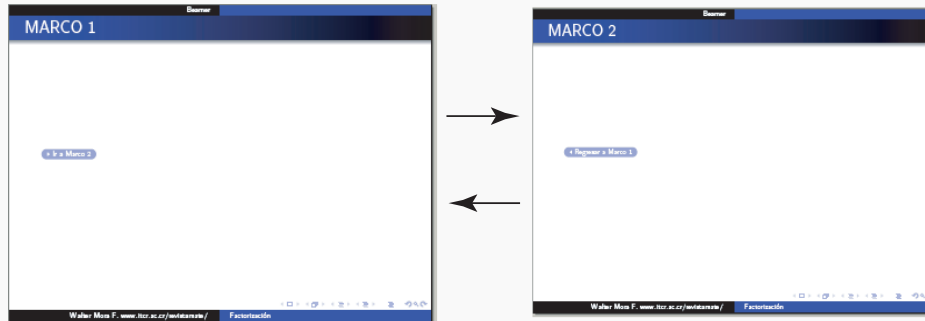 Beamer
MARCO 1
Ir a Marco 2
Walter Mora F. www.itcr.ac.cr/revistamate/ Factorización
Beamer
MARCO 2
Regresar a Marco 1
Walter Mora F. www.itcr.ac.cr/revistamate/ Factorización